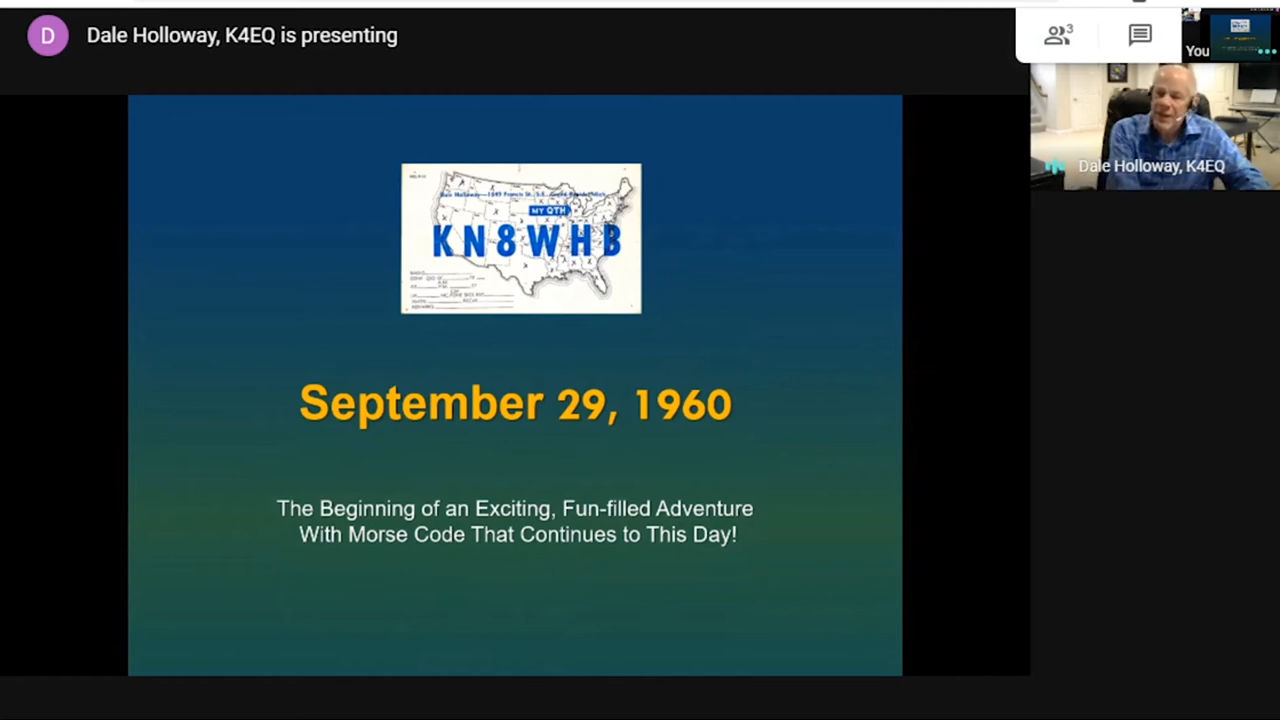 D
Dale Holloway, K4EQ is presenting
3
You
Dale Holloway, K4EQ
MY QTH
KN8WHB
September 29, 1960
The Beginning of an Exciting, Fun-filled Adventure
With Morse Code That Continues to This Day!